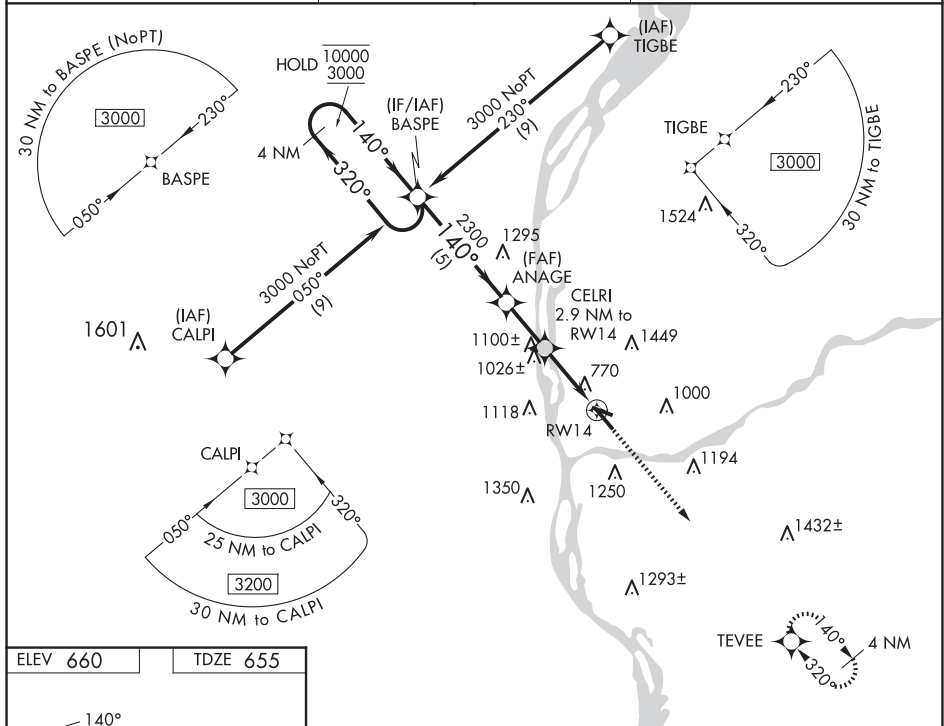 30 NM to BASPE (NoPT)
3000
230°
BASPE
050°
HOLD
10000
3000
4 NM
140°
320°
(IF/IAF)
BASPE
(IAF)
TIGBE
3000 NoPT
230°
(9)
TIGBE
230°
3000
30 NM to TIGBE
1524
320°
3000 NoPT
050°
(9)
(IAF)
CALPI
1601
2300
140°
(5)
1295
(FAF)
ANAGE
CELRI
2.9 NM to
RW14
1100±
1026±
1449
770
1118
1000
RW14
1194
1250
1350
1432±
1293±
CALPI
3000
050°
320°
25 NM to CALPI
3200
30 NM to CALPI
TEVEE
140°
320°
4 NM
ELEV 660
TDZE 655
140°